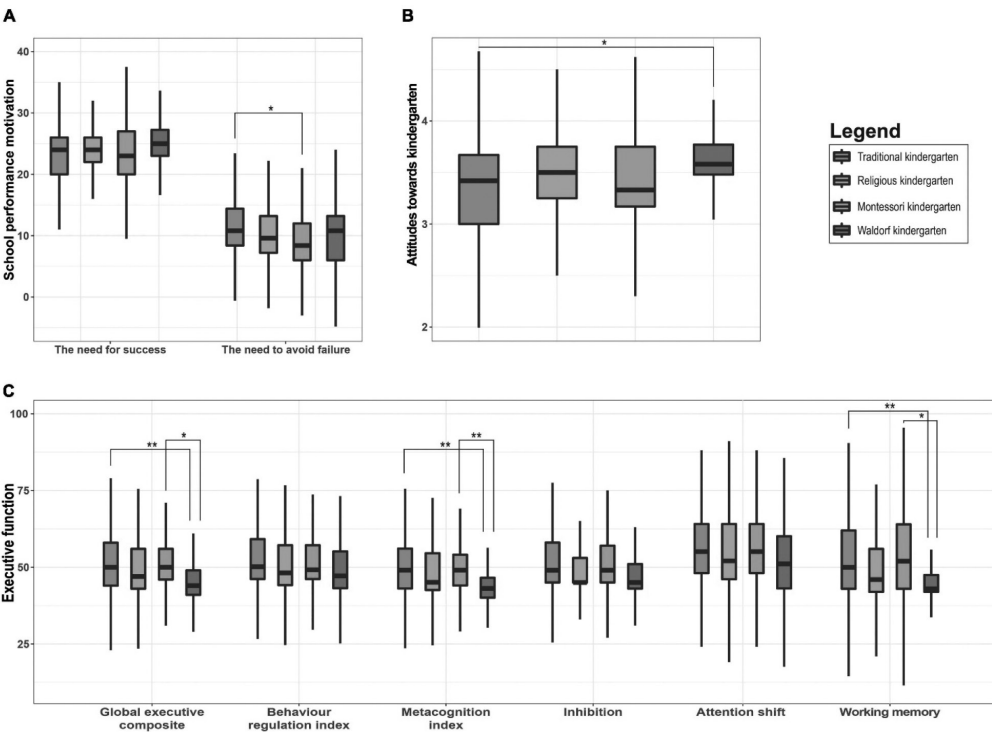 A
School performance motivation
40
30
20
10
0
*
The need for success
The need to avoid failure
B
Attitudes towards kindergarten
4
3
2
*
Legend
Traditional kindergarten
Religious kindergarten
Montessori kindergarten
Waldorf kindergarten
C
Executive function
100
75
50
25
**
*
**
**
**
*
Global executive
composite
Behaviour
regulation index
Metacognition
index
Inhibition
Attention shift
Working memory